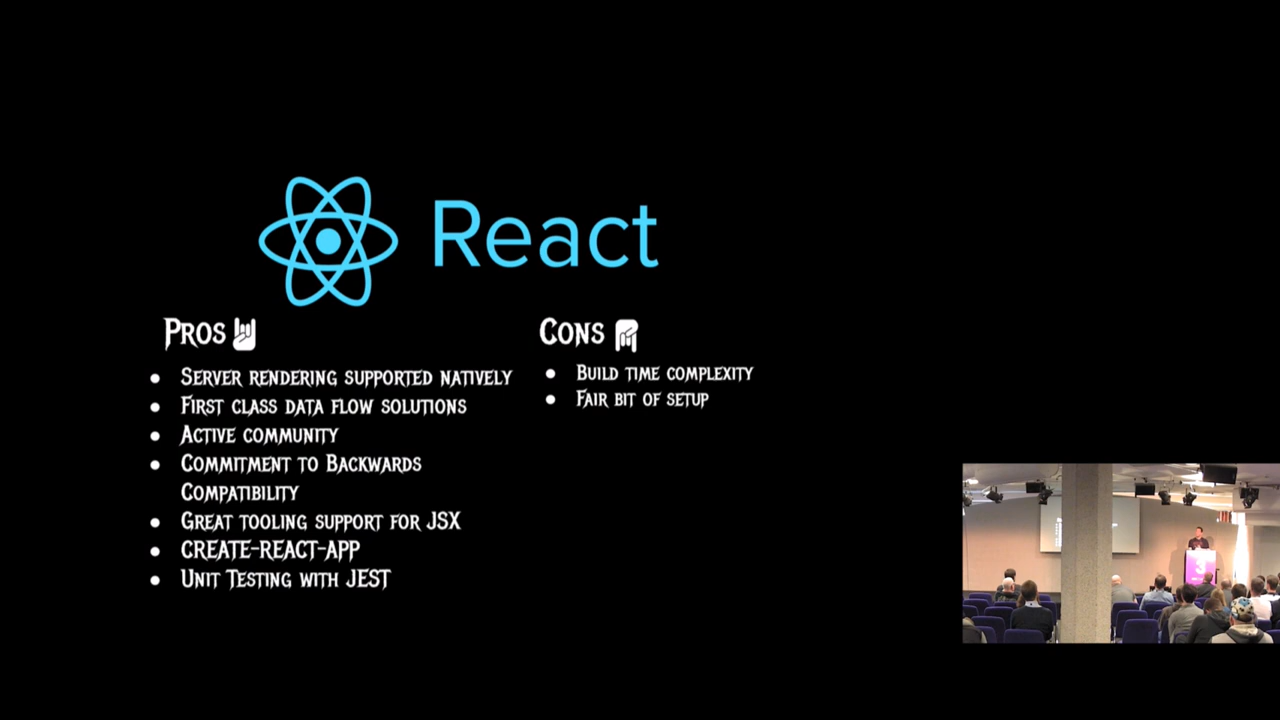 React
Pros
Server rendering supported natively
First class data flow solutions
Active community
Commitment to Backwards
Compatibility
Great tooling support for JSX
CREATE-REACT-APP
Unit Testing with JEST
Cons
Build time complexity
Fair bit of setup
3